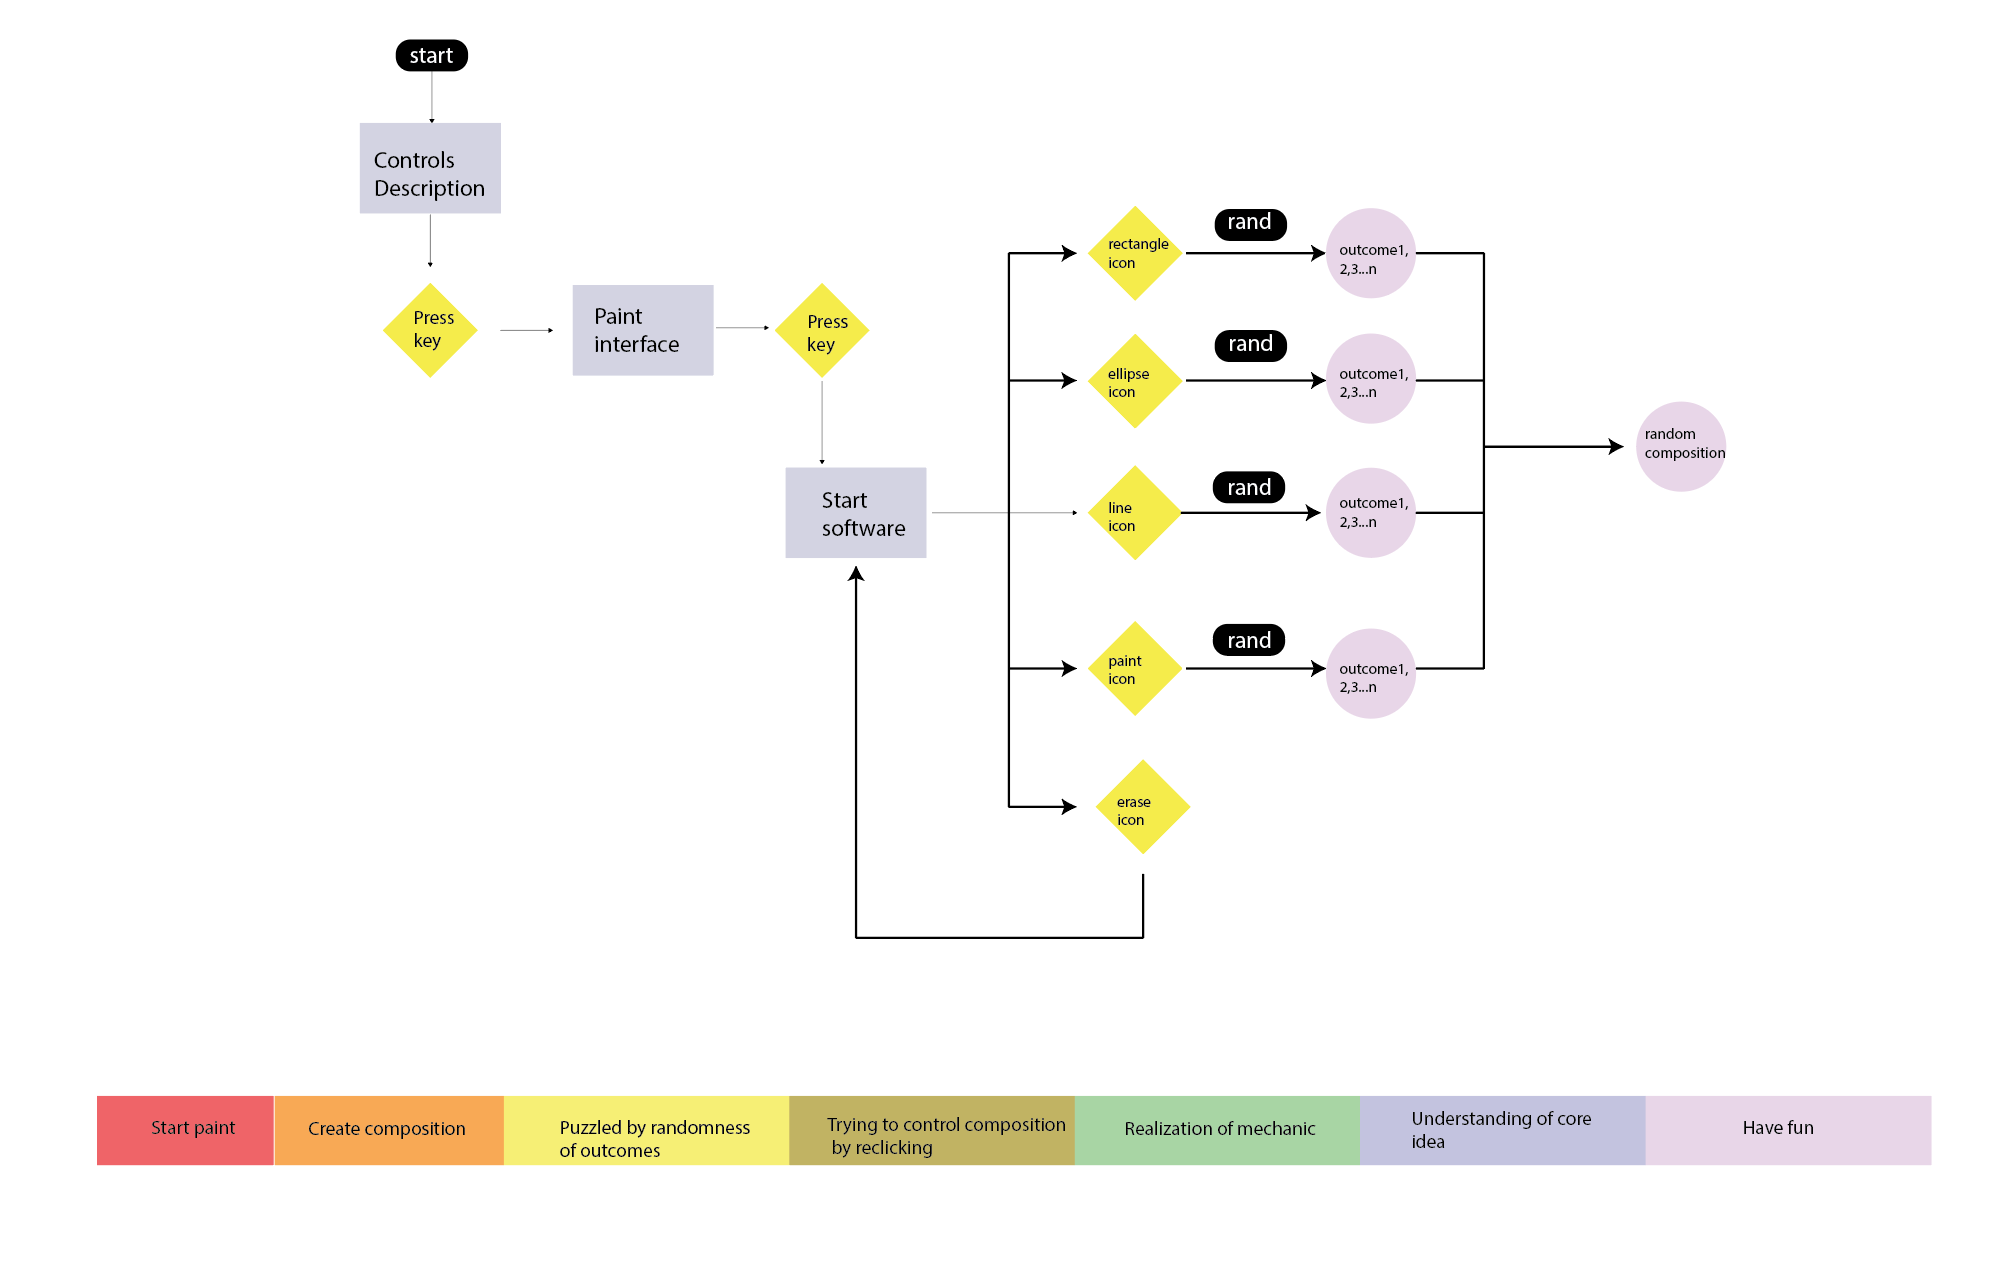 start
Controls
Description
Press
key
Paint
interface
Press
key
Start
software
rectangle
icon
rand
outcome1,
2,3...n
ellipse
icon
rand
outcome1,
2,3...n
line
icon
rand
outcome1,
2,3...n
paint
icon
rand
outcome1,
2,3...n
erase
icon
random
composition
Start paint
Create composition
Puzzled by randomness
of outcomes
Trying to control composition
by reclicking
Realization of mechanic
Understanding of core
idea
Have fun